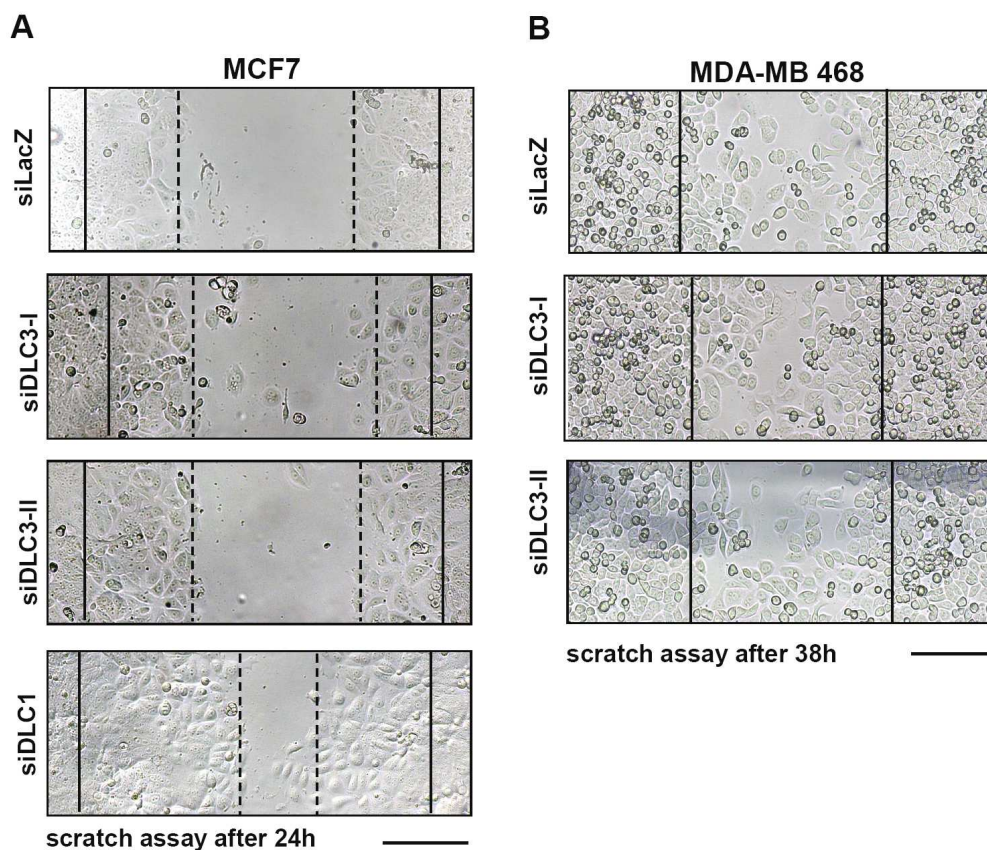 A
MCF7
siLacZ
siDLC3-I
siDLC3-II
siDLC1
scratch assay after 24h
B
MDA-MB 468
siLacZ
siDLC3-I
siDLC3-II
scratch assay after 38h